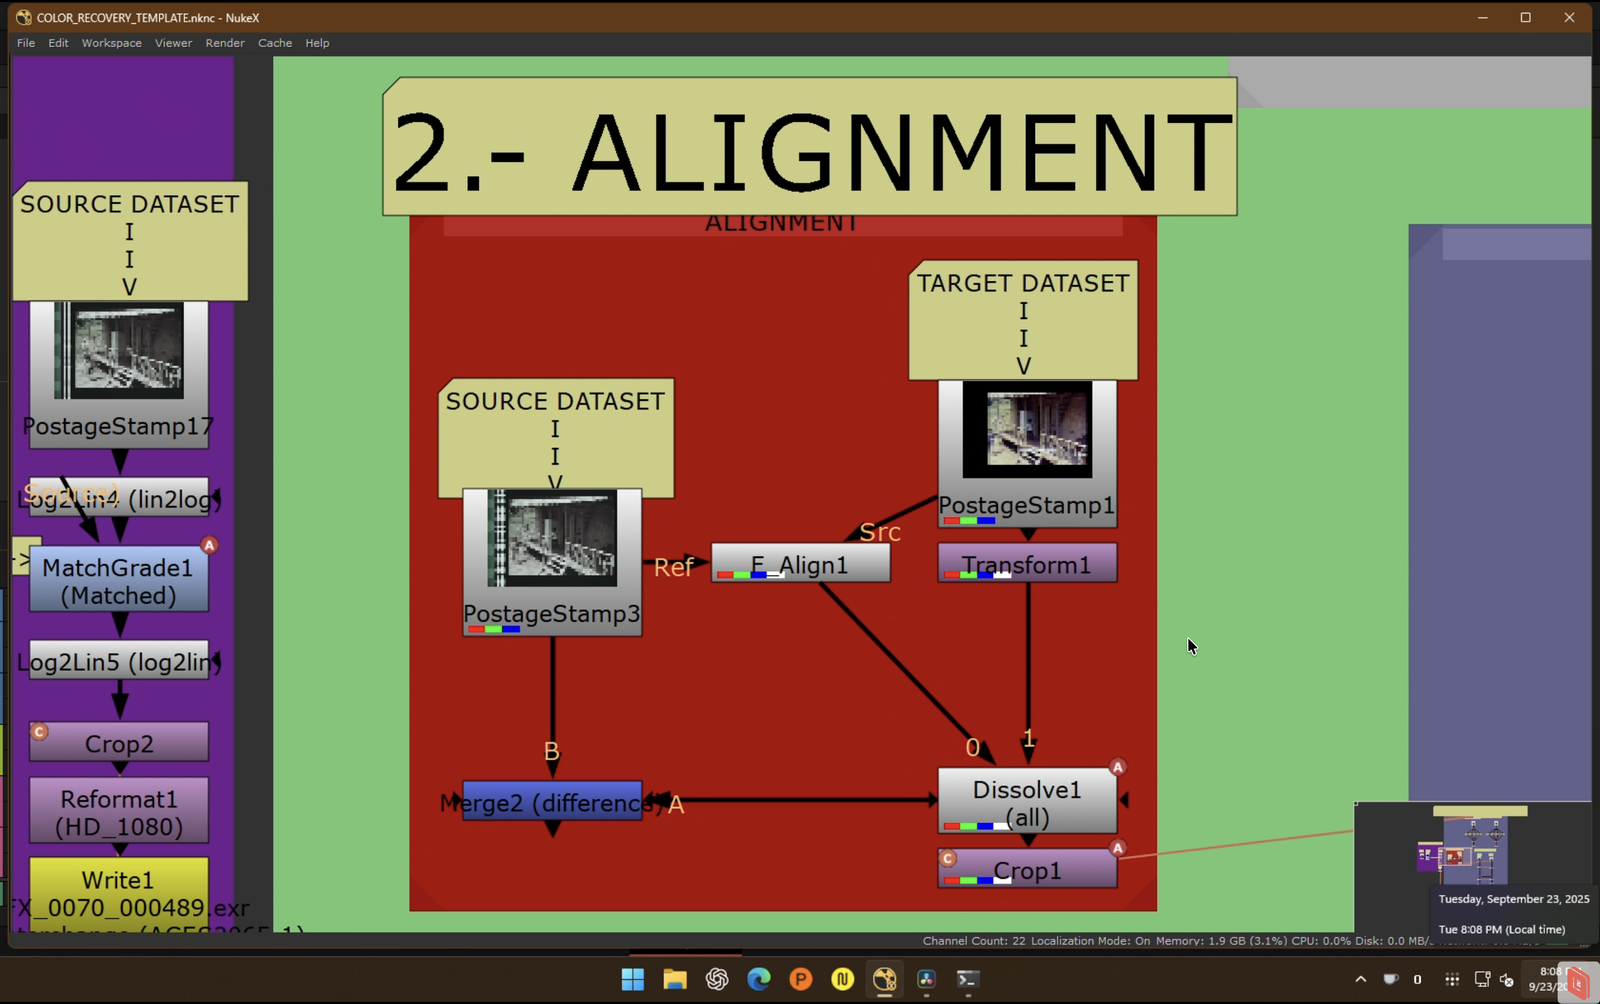 COLOR_RECOVERY_TEMPLATE.nknc - NukeX
File Edit Workspace Viewer Render Cache Help
2.- ALIGNMENT
ALIGNMENT
SOURCE DATASET
I
I
V
PostageStamp17
Log2Lin4 (lin2log)
MatchGrade1
(Matched)
Log2Lin5 (log2lin)
C
Crop2
Reformat1
(HD_1080)
Write1
FX_0070_000489.exr
A
SOURCE DATASET
I
I
V
PostageStamp3
TARGET DATASET
I
I
V
PostageStamp1
Src
Ref
F_Align1
Transform1
B
0
1
Merge2 (difference)
A
Dissolve1
(all)
A
C
Crop1
A
Tuesday, September 23, 2025
Tue 8:08 PM (Local time)
Channel Count: 22 Localization Mode: On Memory: 1.9 GB (3.1%) CPU: 0.0% Disk: 0.0 MB/
0
8:08
9/23/20